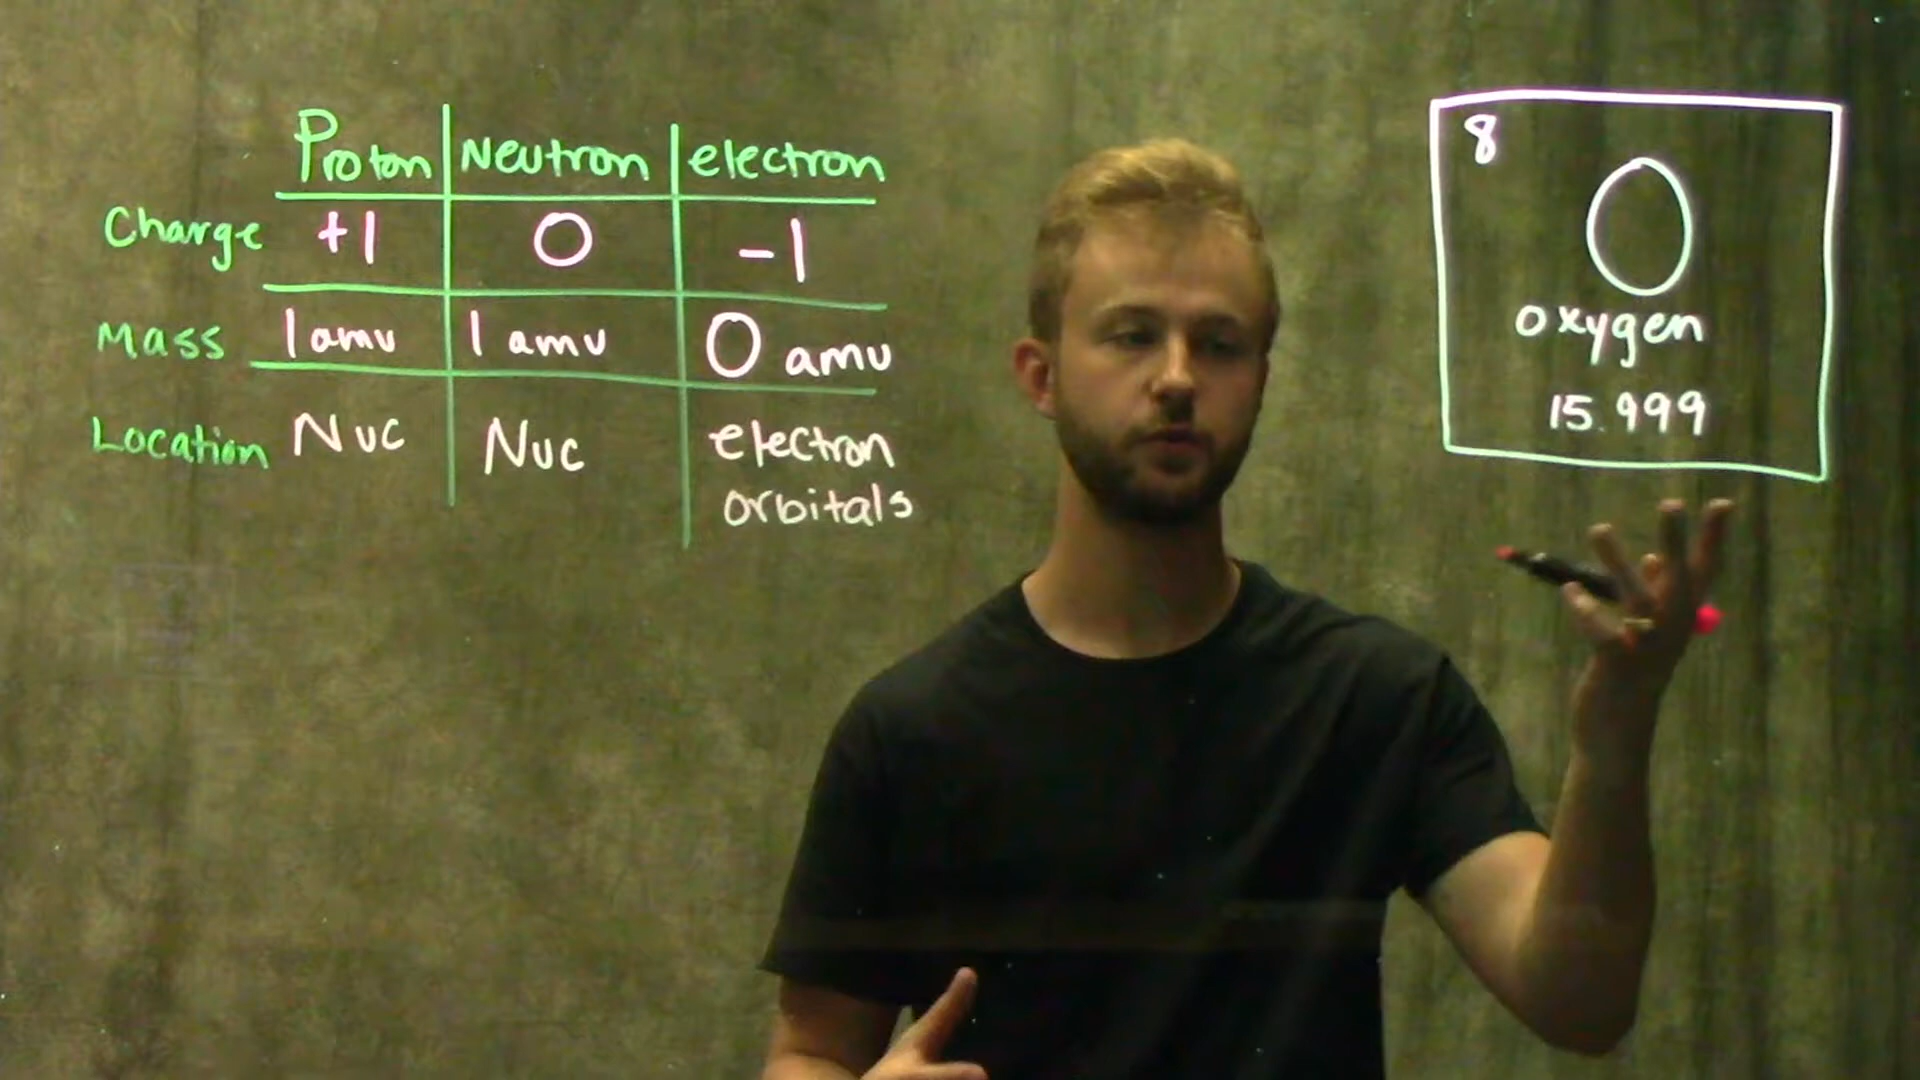 Proton Neutron electron
Charge +1 0 -1
Mass 1 amu 1 amu 0 amu
Location Nuc Nuc electron
orbitals
8
O
oxygen
15.999